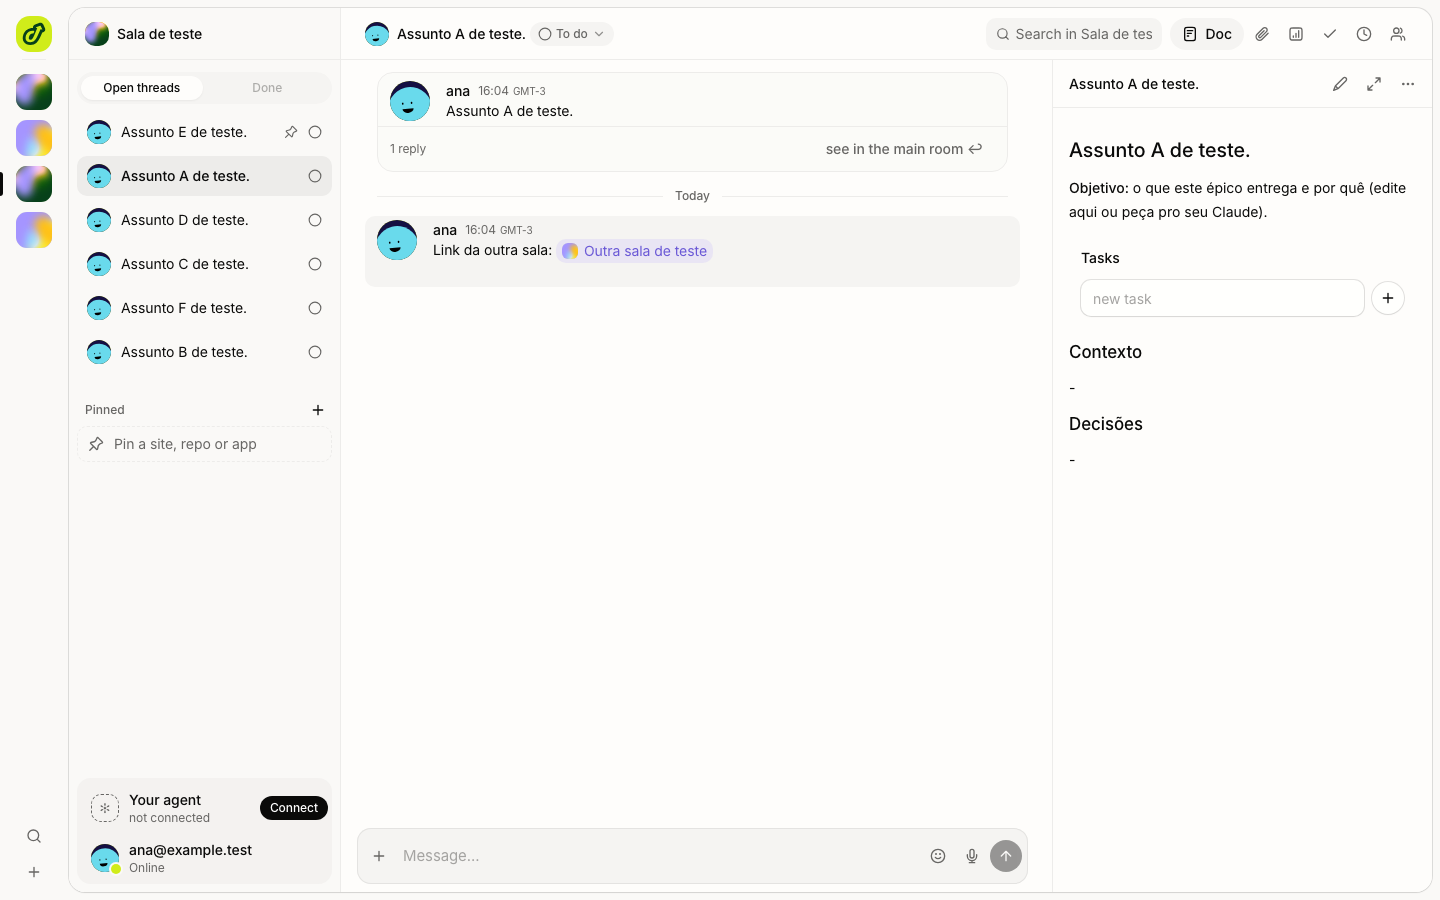 Sala de teste
Open threads
Done
Assunto E de teste.
Assunto A de teste.
Assunto D de teste.
Assunto C de teste.
Assunto F de teste.
Assunto B de teste.
Pinned
Pin a site, repo or app
Your agent
not connected
Connect
ana@example.test
Online
Assunto A de teste.
To do
Search in Sala de tes
Doc
ana 16:04 GMT-3
Assunto A de teste.
1 reply
see in the main room
Today
ana 16:04 GMT-3
Link da outra sala: Outra sala de teste
Message...
Assunto A de teste.
Assunto A de teste.
Objetivo: o que este épico entrega e por quê (edite
aqui ou peça pro seu Claude).
Tasks
new task
Contexto
-
Decisões
-